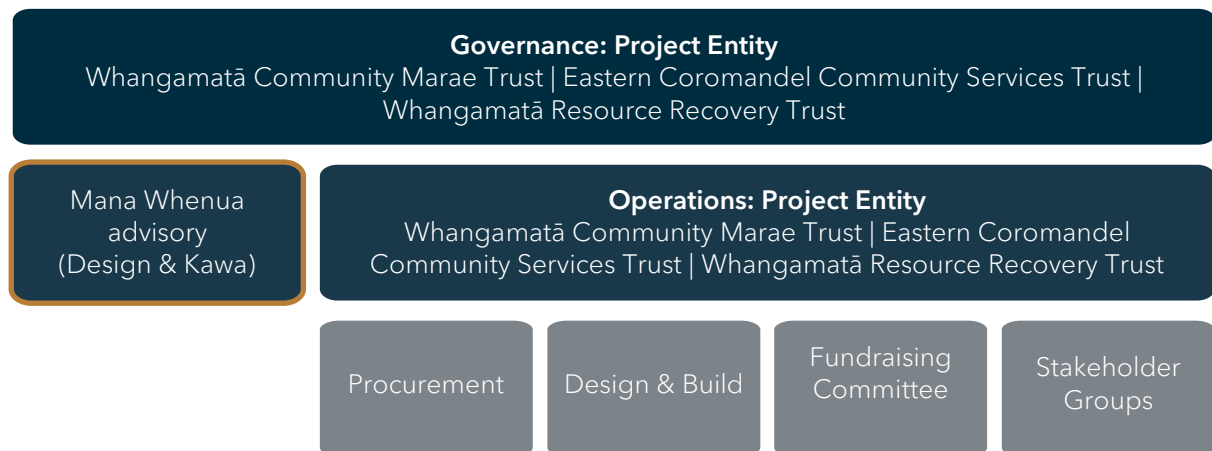 Governance: Project Entity
Whangamatā Community Marae Trust | Eastern Coromandel Community Services Trust |
Whangamatā Resource Recovery Trust
Mana Whenua
advisory
(Design & Kawa)
Operations: Project Entity
Whangamatā Community Marae Trust | Eastern Coromandel
Community Services Trust | Whangamatā Resource Recovery Trust
Procurement
Design & Build
Fundraising
Committee
Stakeholder
Groups